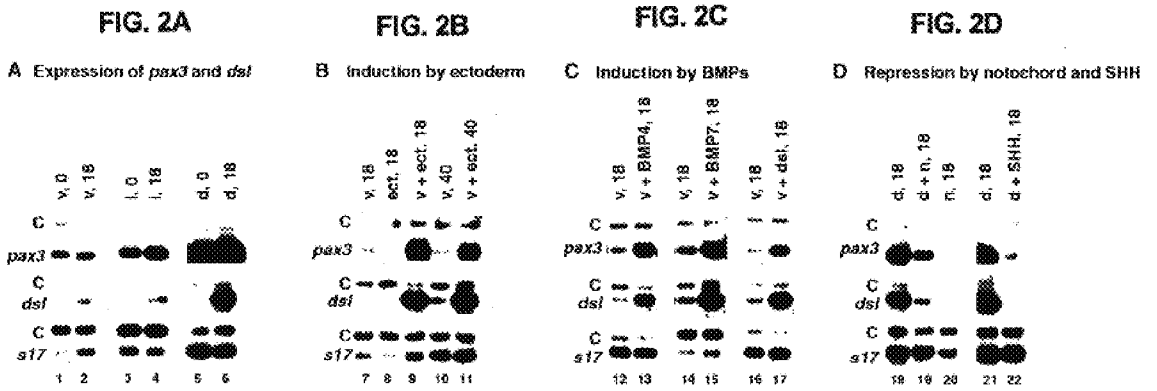 FIG. 2A
FIG. 2B
FIG. 2C
FIG. 2D
A Expression of pax3 and dsl
B Induction by ectoderm
C Induction by BMPs
D Repression by notochord and SHH
v, 0
v, 18
i, 0
i, 18
d, 0
d, 18
v, 18
ect, 18
v + ect, 18
v, 40
v + ect, 40
v, 18
v + BMP4, 18
v, 18
v + BMP7, 18
v, 18
v + dsl, 18
d, 18
d + n, 18
n, 18
d, 18
d + SHH, 18
C
C
C
C
pax3
pax3
pax3
pax3
C
C
C
C
dsl
dsl
dsl
dsl
C
C
C
C
s17
s17
s17
s17
1 2 3 4 5 6
7 8 9 10 11
12 13 14 15 16 17
18 19 20 21 22